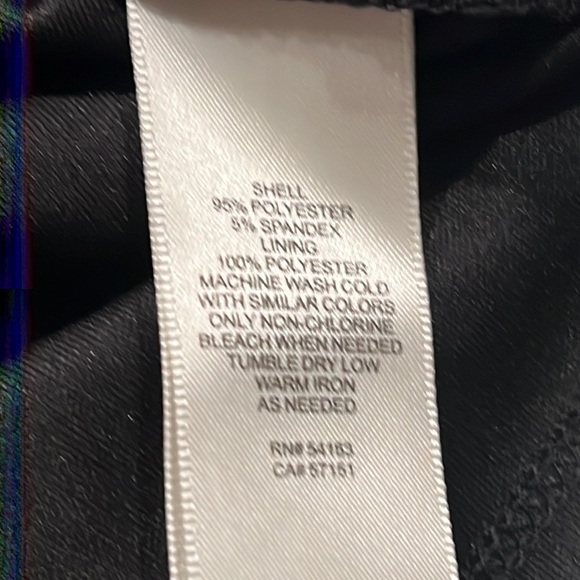 SHELL
95% POLYESTER
5% SPANDEX
LINING
100% POLYESTER
MACHINE WASH COLD
WITH SIMILAR COLORS
ONLY NON-CHLORINE
BLEACH WHEN NEEDED
TUMBLE DRY LOW
WARM IRON
AS NEEDED
RN# 54163
CA# 57151